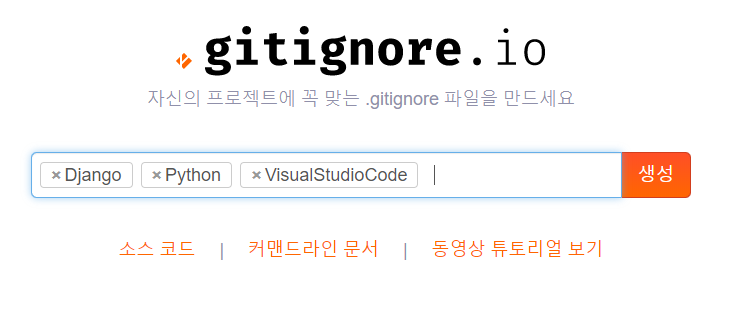 gitignore.io
자신의 프로젝트에 꼭 맞는 .gitignore 파일을 만드세요
×Django ×Python ×VisualStudioCode 생성
소스 코드 | 커맨드라인 문서 | 동영상 튜토리얼 보기